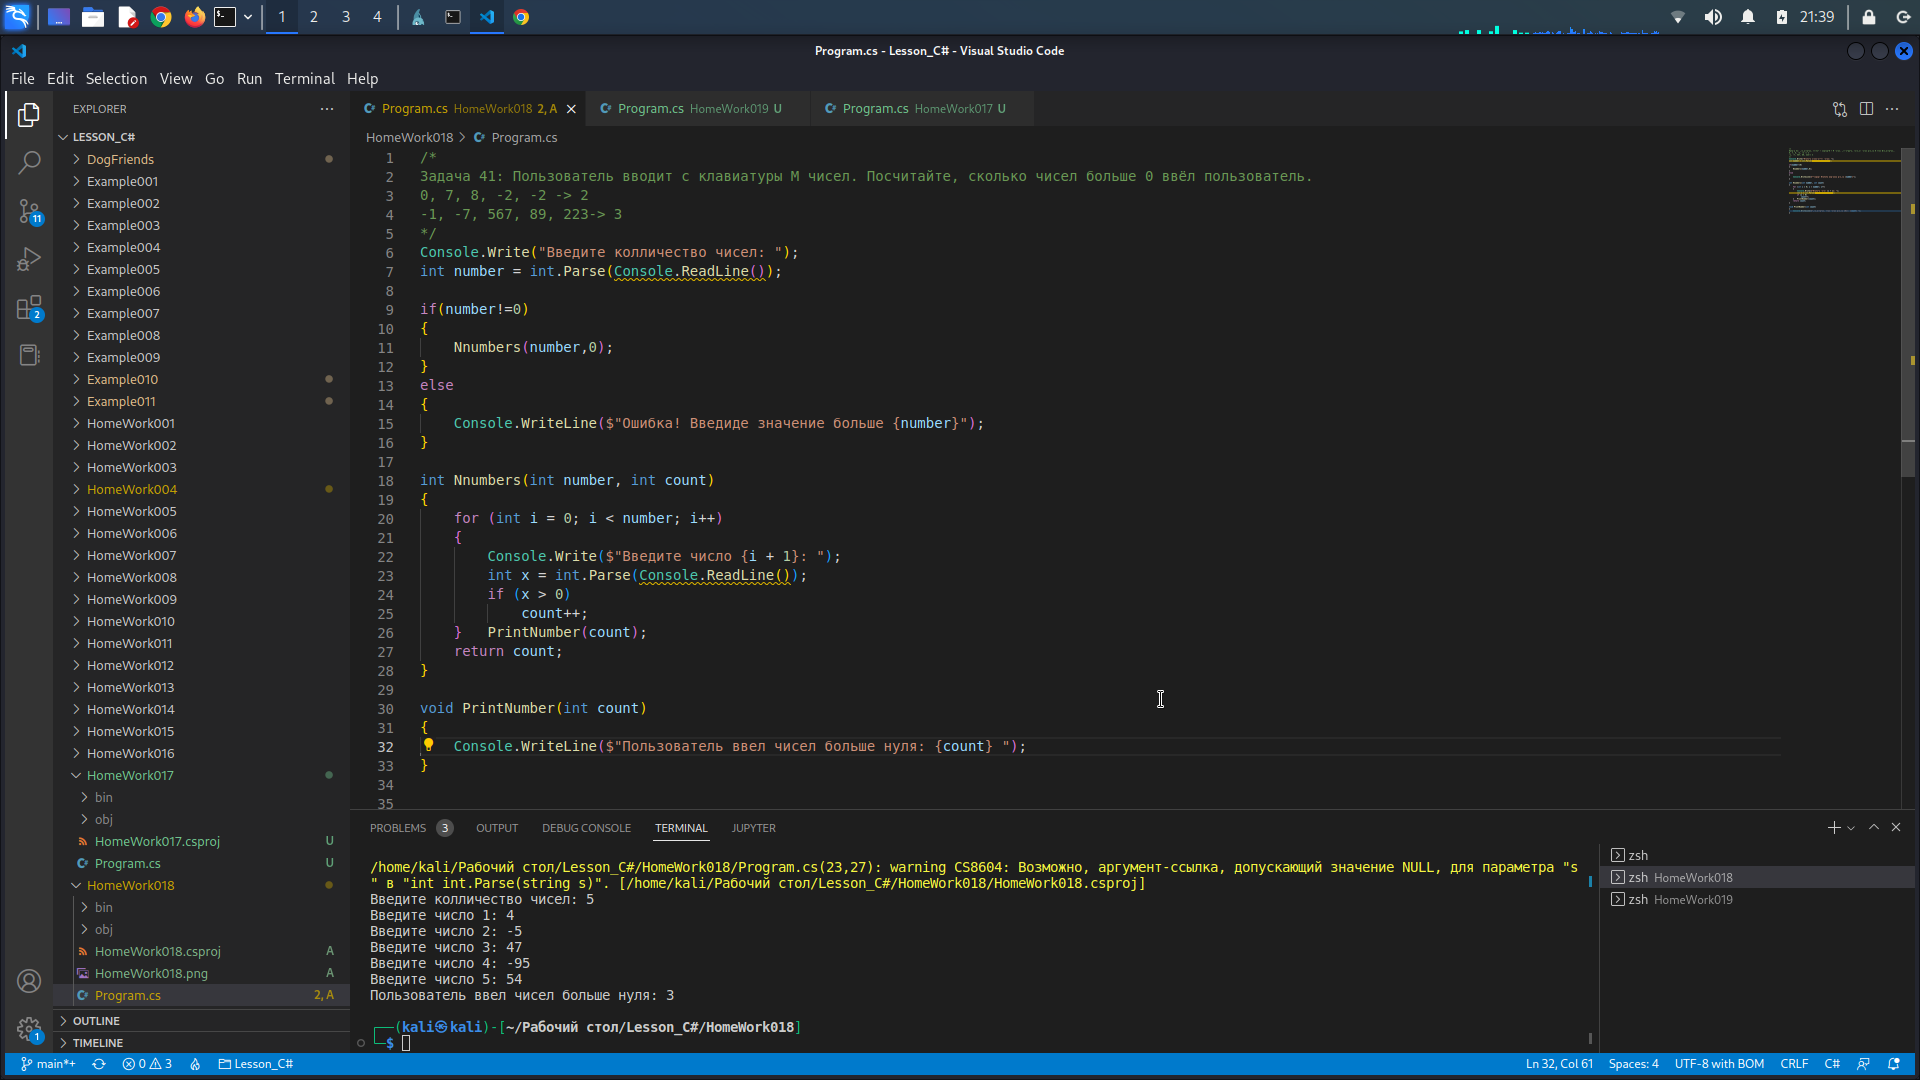 1 2 3 4
21:39
Program.cs - Lesson_C# - Visual Studio Code
File Edit Selection View Go Run Terminal Help
EXPLORER
LESSON_C#
DogFriends
Example001
Example002
Example003
Example004
Example005
Example006
Example007
Example008
Example009
Example010
Example011
HomeWork001
HomeWork002
HomeWork003
HomeWork004
HomeWork005
HomeWork006
HomeWork007
HomeWork008
HomeWork009
HomeWork010
HomeWork011
HomeWork012
HomeWork013
HomeWork014
HomeWork015
HomeWork016
HomeWork017
bin
obj
HomeWork017.csproj U
Program.cs U
HomeWork018
bin
obj
HomeWork018.csproj A
HomeWork018.png A
Program.cs 2, A
OUTLINE
TIMELINE
11
2
1
Program.cs HomeWork018 2, A
Program.cs HomeWork019 U
Program.cs HomeWork017 U
HomeWork018 > Program.cs
1 /*
2 Задача 41: Пользователь вводит с клавиатуры M чисел. Посчитайте, сколько чисел больше 0 ввёл пользователь.
3 0, 7, 8, -2, -2 -> 2
4 -1, -7, 567, 89, 223-> 3
5 */
6 Console.Write("Введите колличество чисел: ");
7 int number = int.Parse(Console.ReadLine());
8
9 if(number!=0)
10 {
11     Nnumbers(number,0);
12 }
13 else
14 {
15     Console.WriteLine($"Ошибка! Введиде значение больше {number}");
16 }
17
18 int Nnumbers(int number, int count)
19 {
20     for (int i = 0; i < number; i++)
21     {
22         Console.Write($"Введите число {i + 1}: ");
23         int x = int.Parse(Console.ReadLine());
24         if (x > 0)
25             count++;
26     }   PrintNumber(count);
27     return count;
28 }
29
30 void PrintNumber(int count)
31 {
32     Console.WriteLine($"Пользователь ввел чисел больше нуля: {count} ");
33 }
34
35
PROBLEMS 3 OUTPUT DEBUG CONSOLE TERMINAL JUPYTER
/home/kali/Рабочий стол/Lesson_C#/HomeWork018/Program.cs(23,27): warning CS8604: Возможно, аргумент-ссылка, допускающий значение NULL, для параметра "s
" в "int int.Parse(string s)". [/home/kali/Рабочий стол/Lesson_C#/HomeWork018/HomeWork018.csproj]
Введите колличество чисел: 5
Введите число 1: 4
Введите число 2: -5
Введите число 3: 47
Введите число 4: -95
Введите число 5: 54
Пользователь ввел чисел больше нуля: 3
┌──(kali㉿kali)-[~/Рабочий стол/Lesson_C#/HomeWork018]
└─$
zsh
zsh HomeWork018
zsh HomeWork019
main*+ 0 3 Lesson_C#
Ln 32, Col 61 Spaces: 4 UTF-8 with BOM CRLF C#